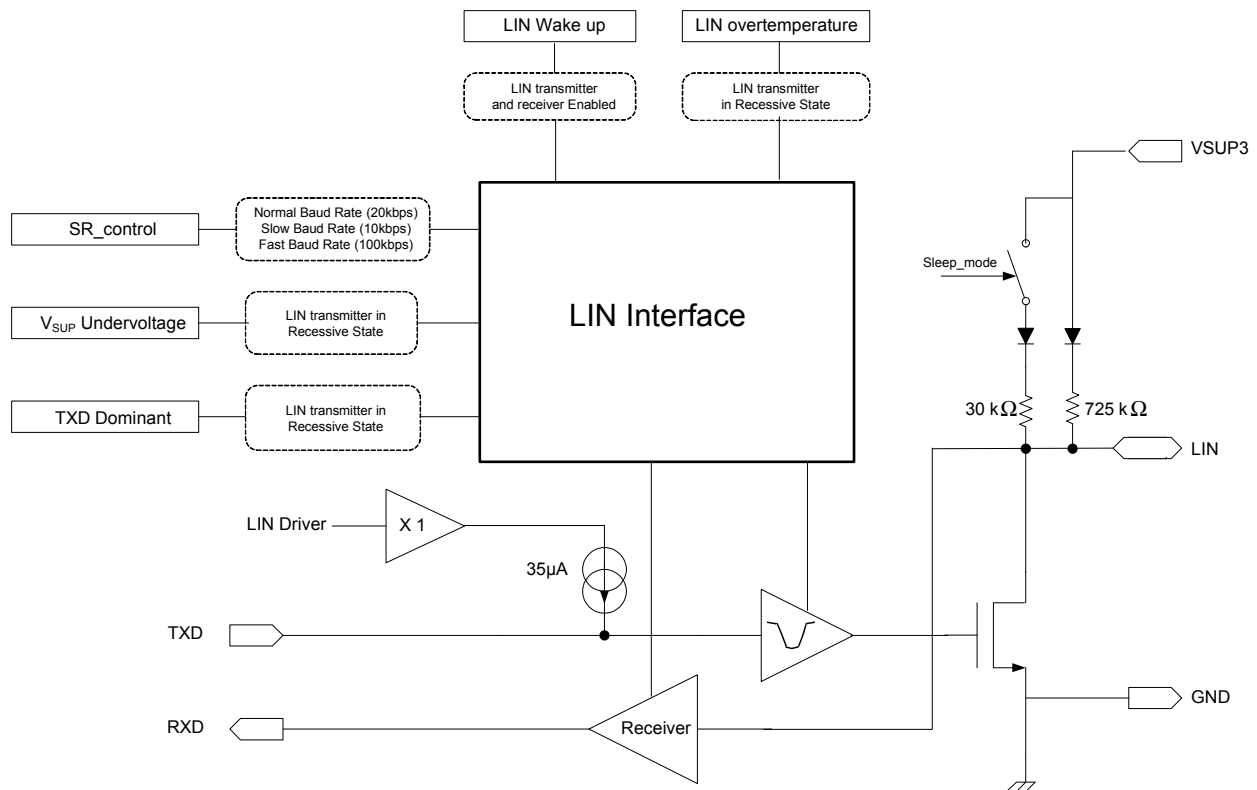 LIN Wake up
LIN overtemperature
LIN transmitter
and receiver Enabled
LIN transmitter
in Recessive State
VSUP3
SR_control
Normal Baud Rate (20kbps)
Slow Baud Rate (10kbps)
Fast Baud Rate (100kbps)
Sleep_mode
VSUP Undervoltage
LIN transmitter in
Recessive State
LIN Interface
TXD Dominant
LIN transmitter in
Recessive State
30 kΩ
725 kΩ
LIN
LIN Driver
X 1
35µA
TXD
GND
RXD
Receiver